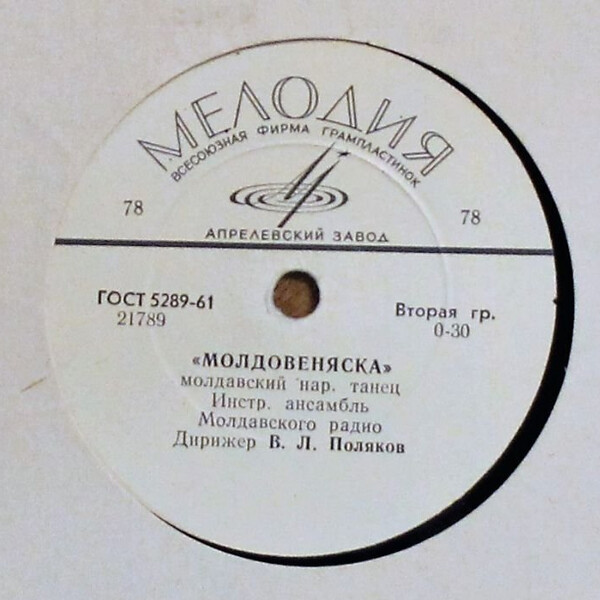 МЕЛОДИЯ
ВСЕСОЮЗНАЯ ФИРМА ГРАМПЛАСТИНОК
78 78
АПРЕЛЕВСКИЙ ЗАВОД
ГОСТ 5289-61 Вторая гр.
21789 0-30
«МОЛДОВЕНЯСКА»
молдавский нар. танец
Инстр. ансамбль
Молдавского радио
Дирижер В. Л. Поляков